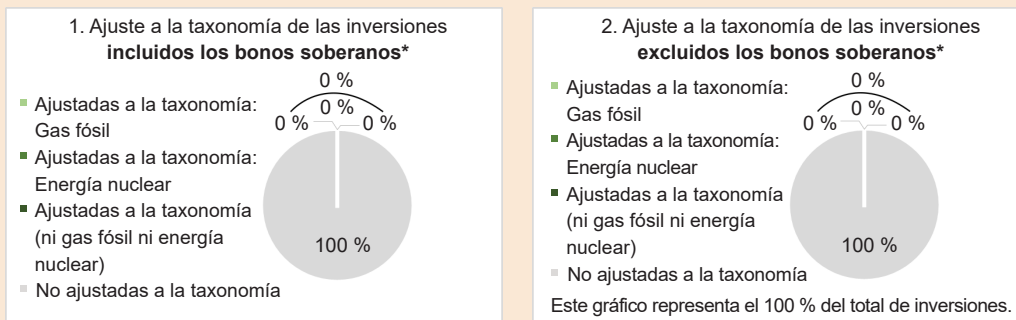 1. Ajuste a la taxonomía de las inversiones
incluidos los bonos soberanos*
0 %
0 %
0 %
0 %
Ajustadas a la taxonomía:
Gas fósil
Ajustadas a la taxonomía:
Energía nuclear
Ajustadas a la taxonomía
(ni gas fósil ni energía
nuclear)
No ajustadas a la taxonomía
100 %
2. Ajuste a la taxonomía de las inversiones
excluidos los bonos soberanos*
0 %
0 %
0 %
0 %
Ajustadas a la taxonomía:
Gas fósil
Ajustadas a la taxonomía:
Energía nuclear
Ajustadas a la taxonomía
(ni gas fósil ni energía
nuclear)
No ajustadas a la taxonomía
100 %
Este gráfico representa el 100 % del total de inversiones.